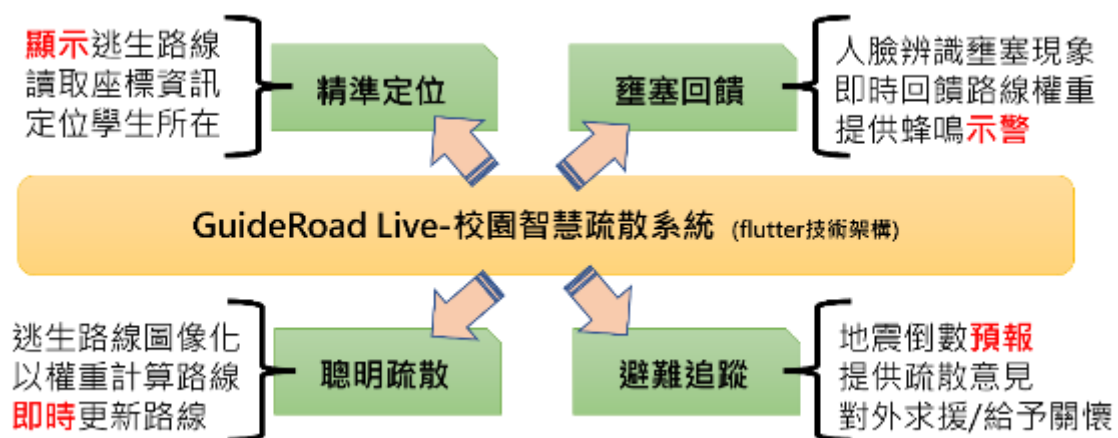 顯示逃生路線
讀取座標資訊
定位學生所在
精準定位
壅塞回饋
人臉辨識壅塞現象
即時回饋路線權重
提供蜂鳴示警
GuideRoad Live-校園智慧疏散系統 (flutter技術架構)
逃生路線圖像化
以權重計算路線
即時更新路線
聰明疏散
避難追蹤
地震倒數預報
提供疏散意見
對外求援/給予關懷